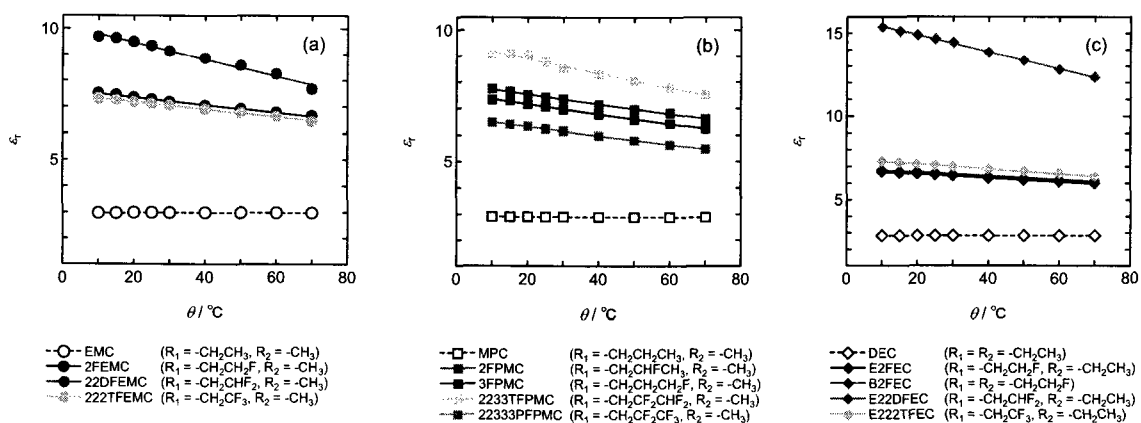 (a)
10
5
0
εr
0 20 40 60 80
θ / °C
EMC (R₁ = -CH₂CH₃, R₂ = -CH₃)
2FEMC (R₁ = -CH₂CH₂F, R₂ = -CH₃)
22DFEMC (R₁ = -CH₂CHF₂, R₂ = -CH₃)
222TFEMC (R₁ = -CH₂CF₃, R₂ = -CH₃)
(b)
10
5
0
εr
0 20 40 60 80
θ / °C
MPC (R₁ = -CH₂CH₂CH₃, R₂ = -CH₃)
2FPMC (R₁ = -CH₂CHFCH₃, R₂ = -CH₃)
3FPMC (R₁ = -CH₂CH₂CH₂F, R₂ = -CH₃)
2233TFPMC (R₁ = -CH₂CF₂CHF₂, R₂ = -CH₃)
22333PFPMC (R₁ = -CH₂CF₂CF₃, R₂ = -CH₃)
(c)
15
10
5
εr
0 20 40 60 80
θ / °C
DEC (R₁ = R₂ = -CH₂CH₃)
E2FEC (R₁ = -CH₂CH₂F, R₂ = -CH₂CH₃)
B2FEC (R₁ = R₂ = -CH₂CH₂F)
E22DFEC (R₁ = -CH₂CHF₂, R₂ = -CH₂CH₃)
E222TFEC (R₁ = -CH₂CF₃, R₂ = -CH₂CH₃)